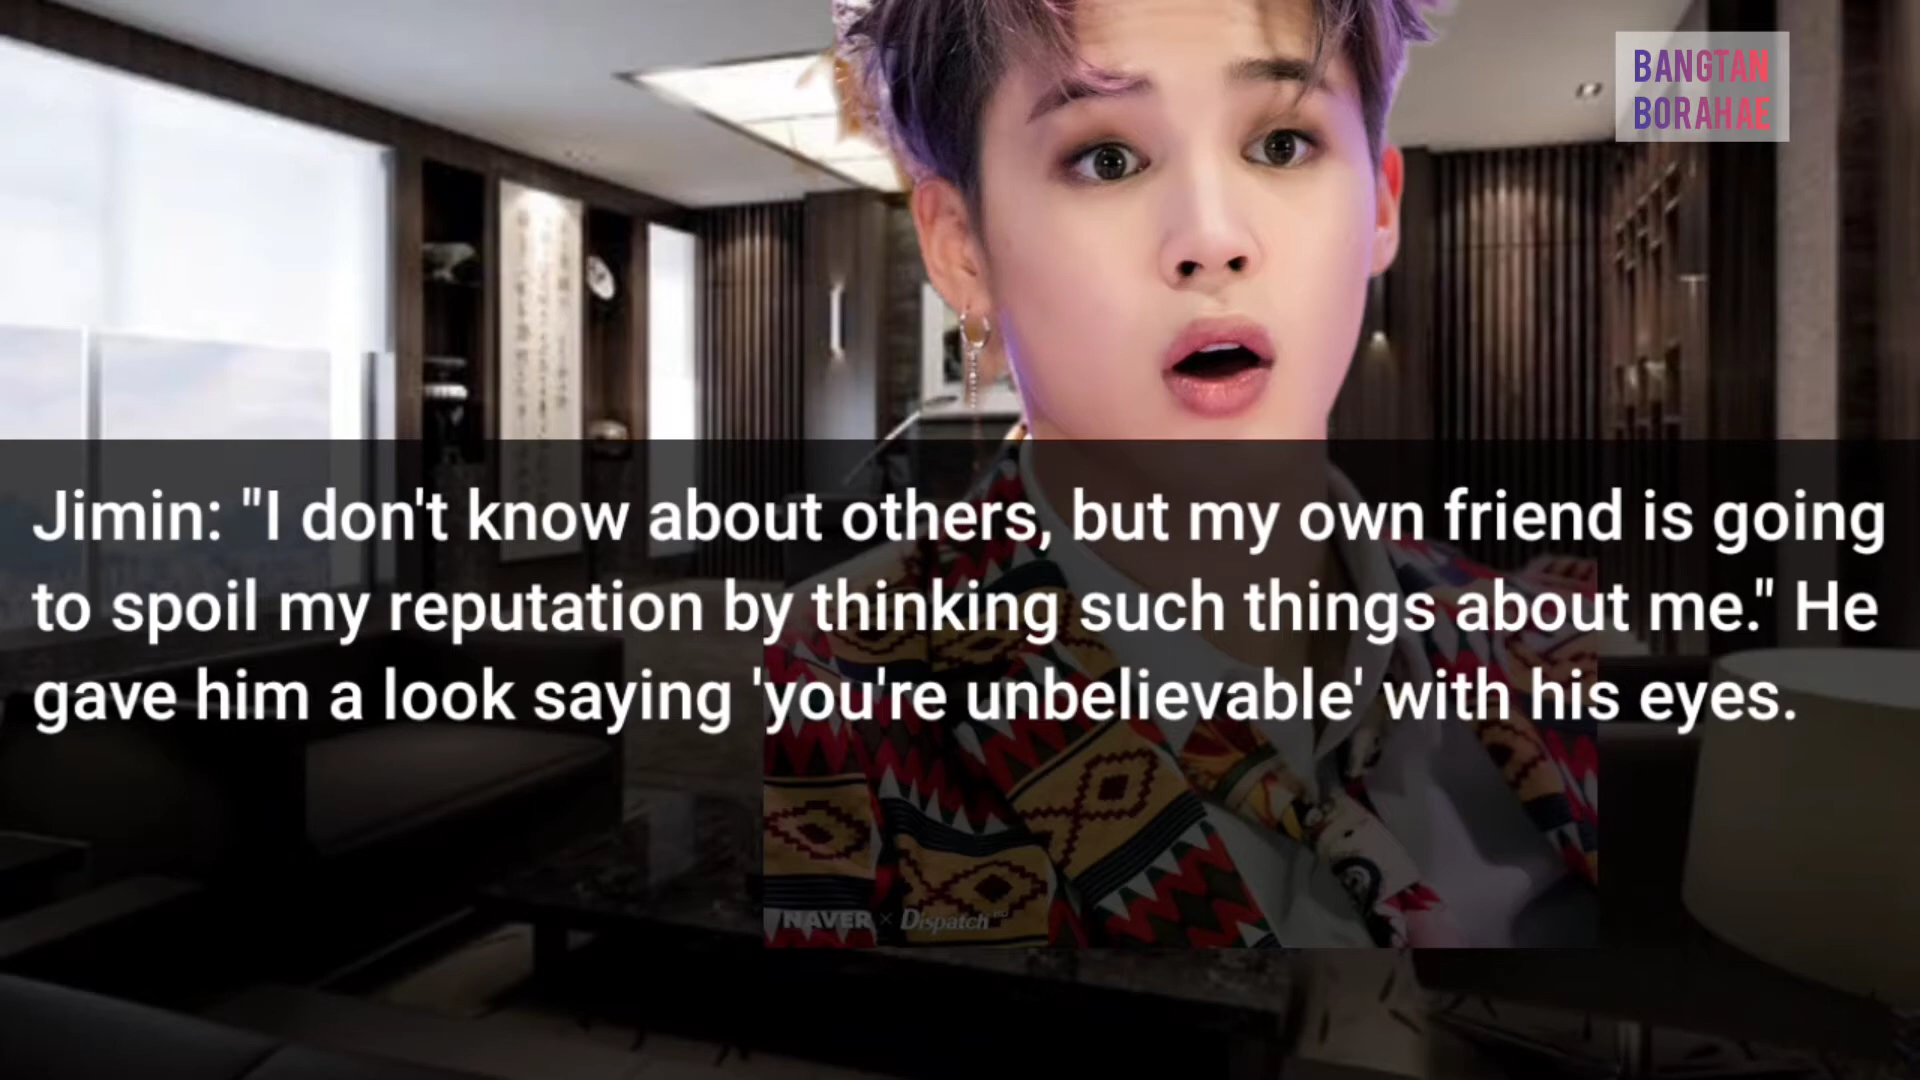 BANGTAN
BORAHAE
Jimin: "I don't know about others, but my own friend is going
to spoil my reputation by thinking such things about me." He
gave him a look saying 'you're unbelievable' with his eyes.
NAVER × Dispatch